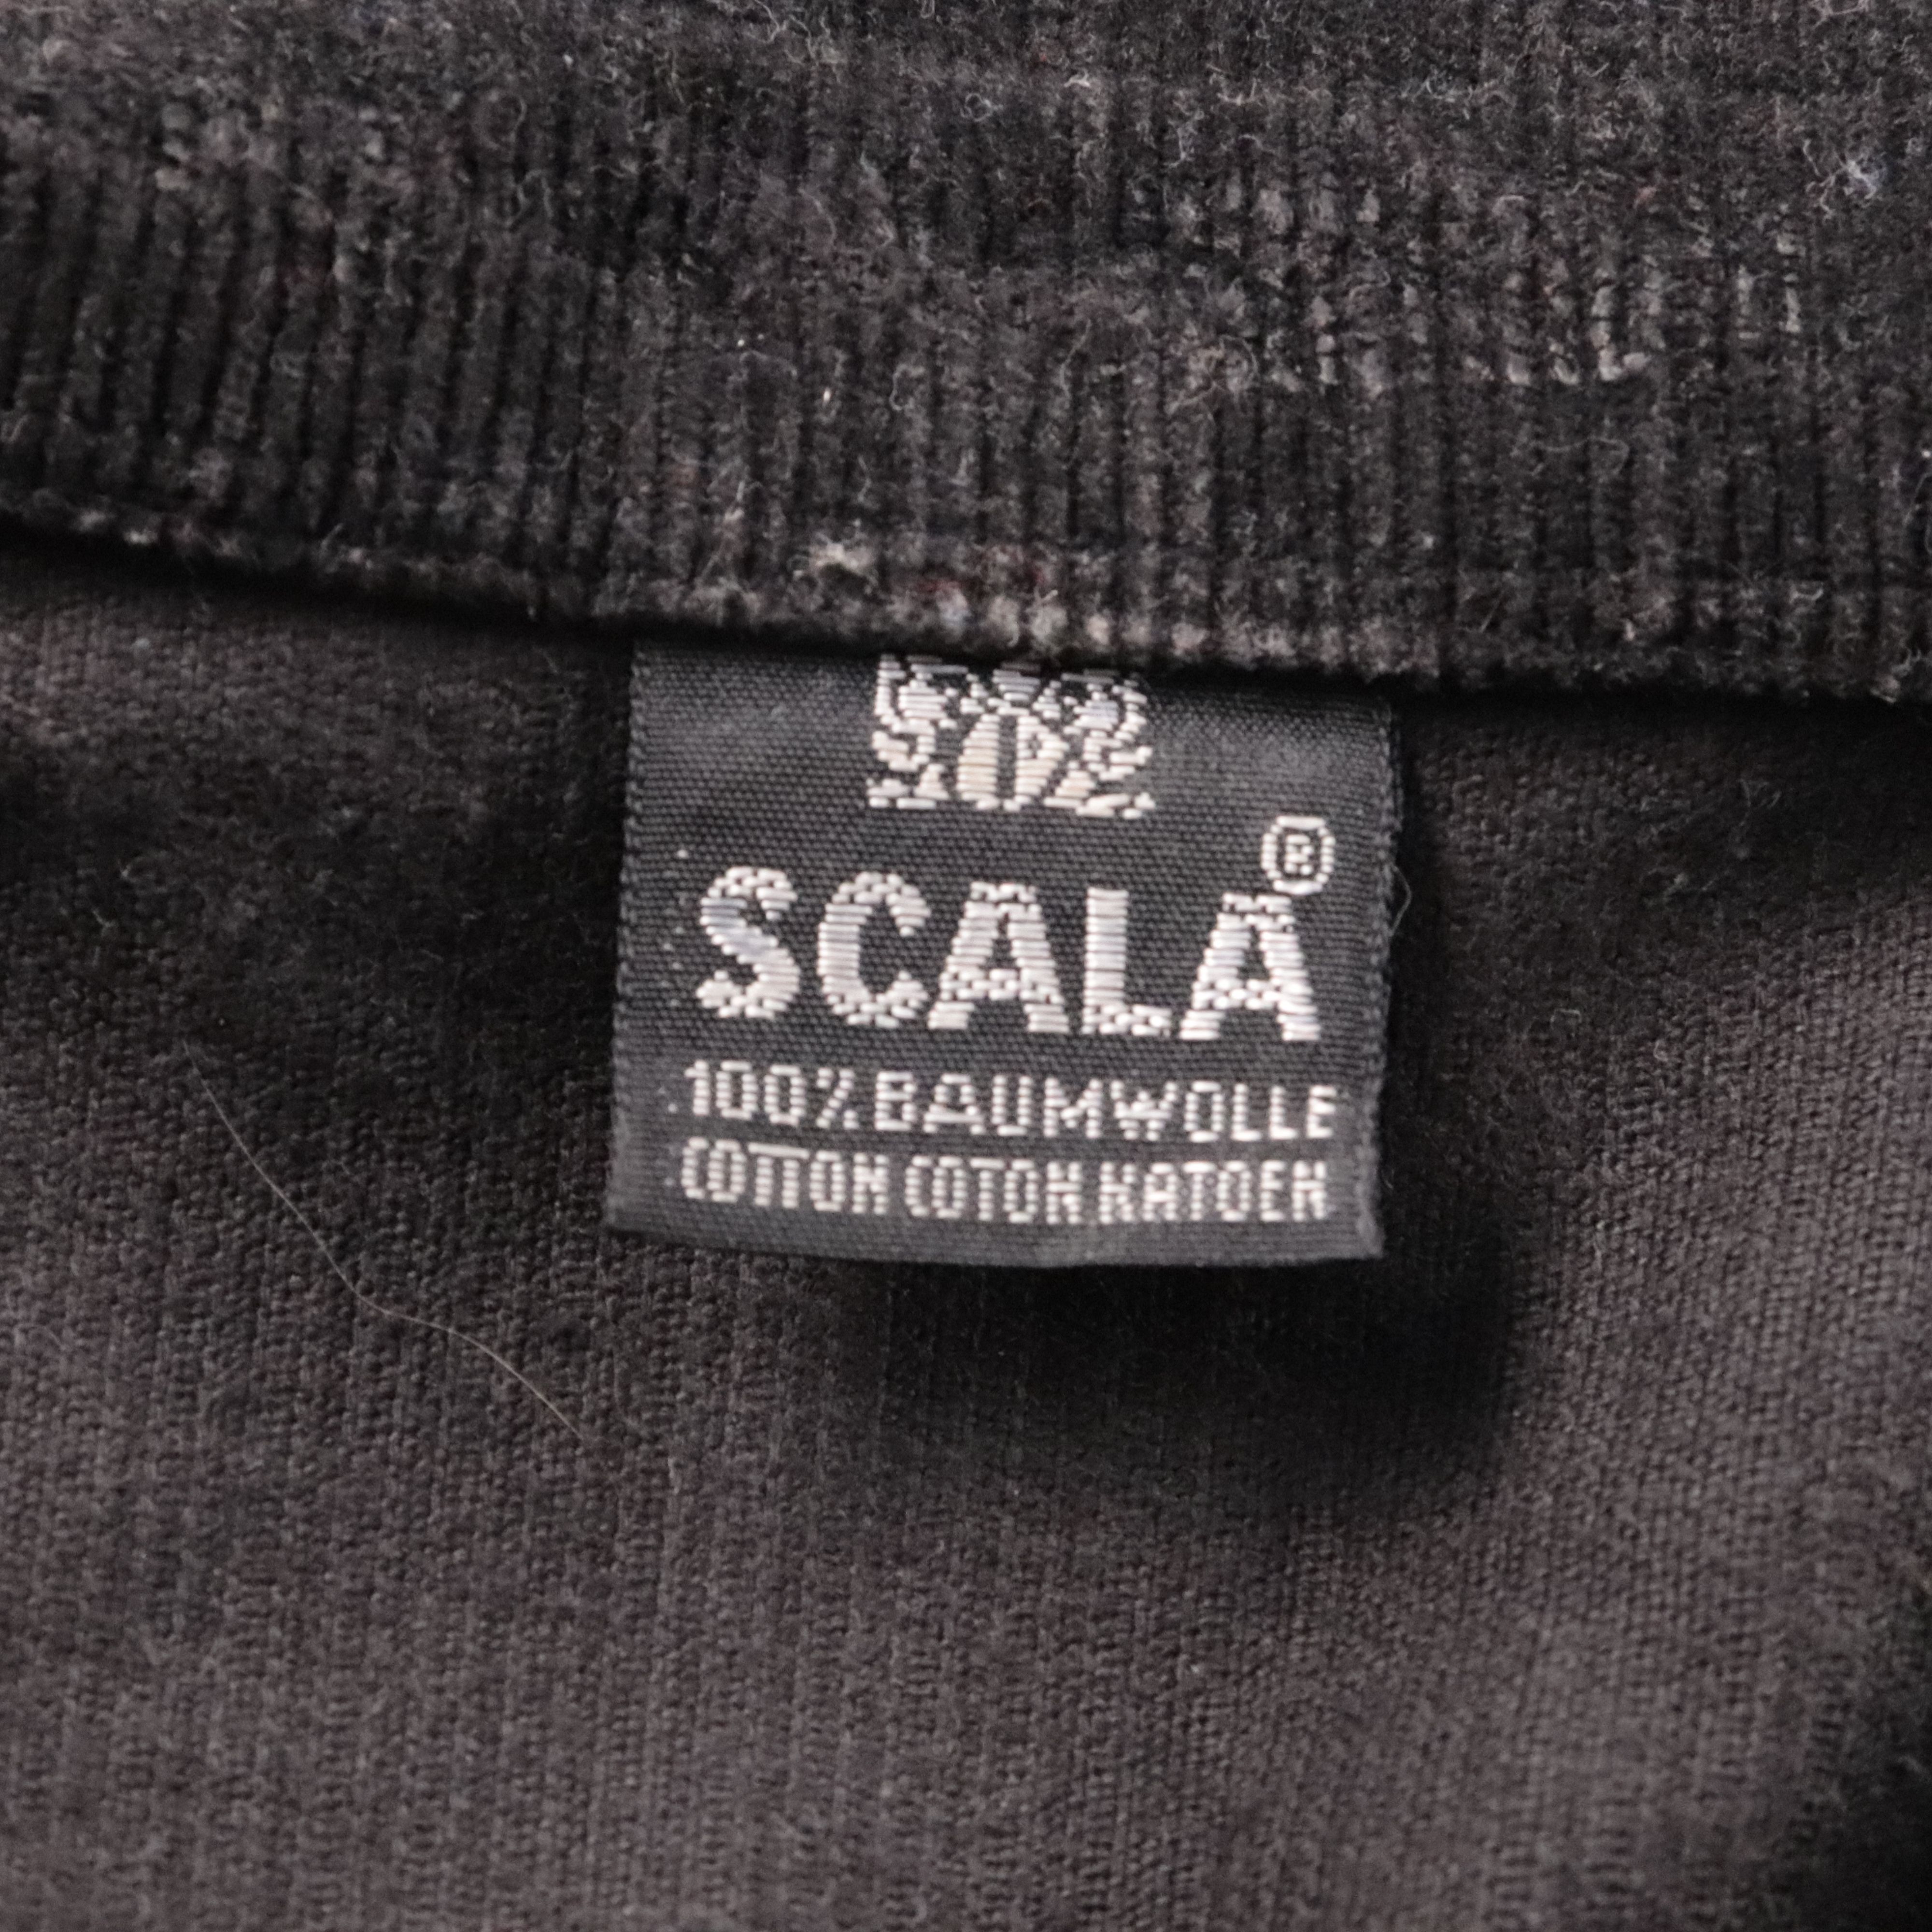 SCALA®
100% BAUMWOLLE
COTTON COTON KATOEN